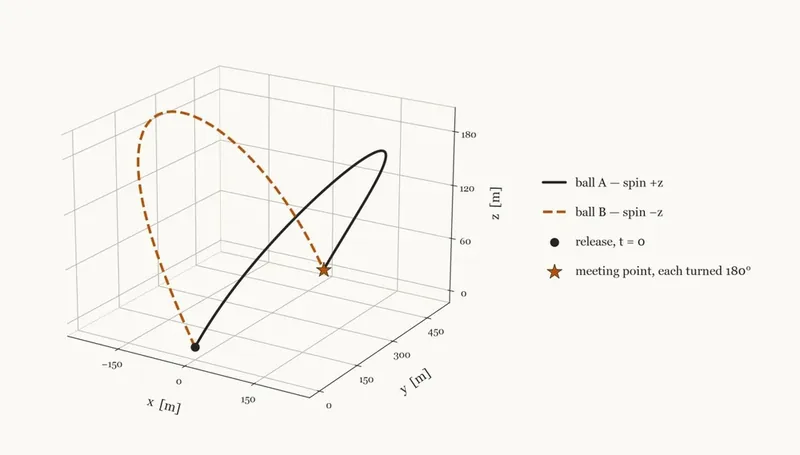 180
120
60
0
z [m]
−150
0
150
x [m]
0
150
300
450
y [m]
ball A — spin +z
ball B — spin −z
release, t = 0
meeting point, each turned 180°